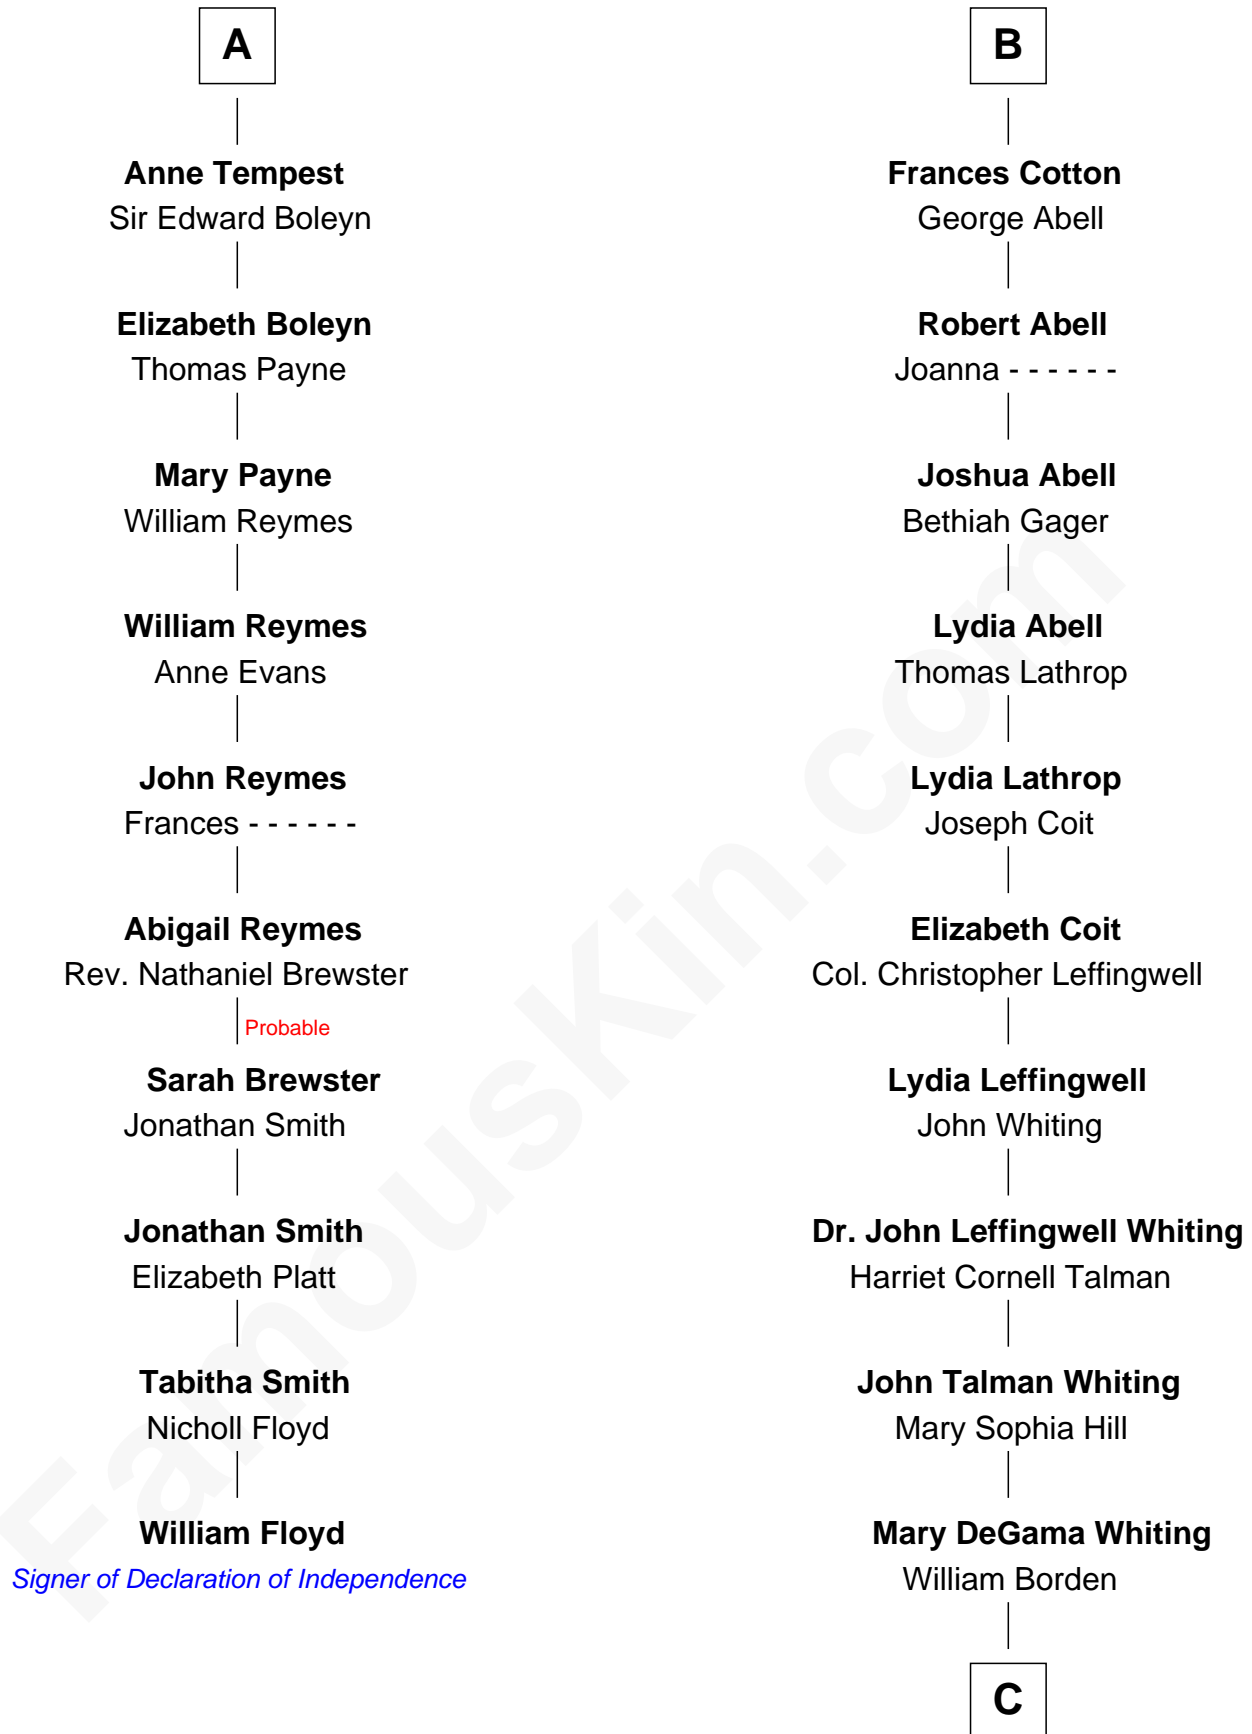 A
Anne Tempest
Sir Edward Boleyn
Elizabeth Boleyn
Thomas Payne
Mary Payne
William Reymes
William Reymes
Anne Evans
John Reymes
Frances - - - - - -
Abigail Reymes
Rev. Nathaniel Brewster
Probable
Sarah Brewster
Jonathan Smith
Jonathan Smith
Elizabeth Platt
Tabitha Smith
Nicholl Floyd
William Floyd
Signer of Declaration of Independence
B
Frances Cotton
George Abell
Robert Abell
Joanna - - - - - -
Joshua Abell
Bethiah Gager
Lydia Abell
Thomas Lathrop
Lydia Lathrop
Joseph Coit
Elizabeth Coit
Col. Christopher Leffingwell
Lydia Leffingwell
John Whiting
Dr. John Leffingwell Whiting
Harriet Cornell Talman
John Talman Whiting
Mary Sophia Hill
Mary DeGama Whiting
William Borden
C
FamousKin.com